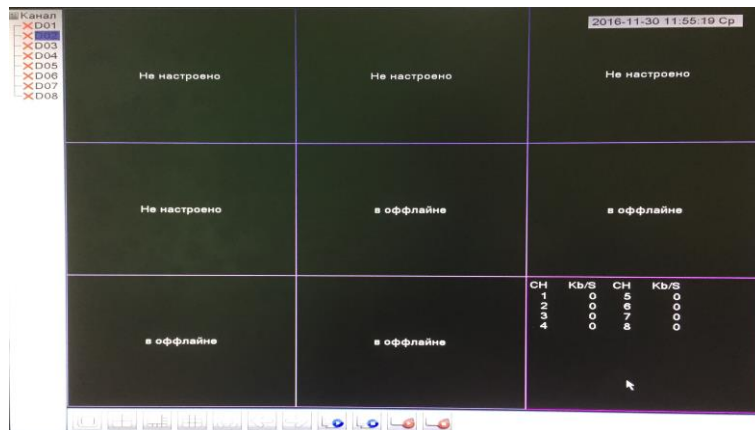 Канал
D01
D02
D03
D04
D05
D06
D07
D08
2016-11-30 11:55:19 Ср
Не настроено
Не настроено
Не настроено
Не настроено
в оффлайне
в оффлайне
в оффлайне
в оффлайне
CH Kb/S CH Kb/S
1 0 5 0
2 0 6 0
3 0 7 0
4 0 8 0